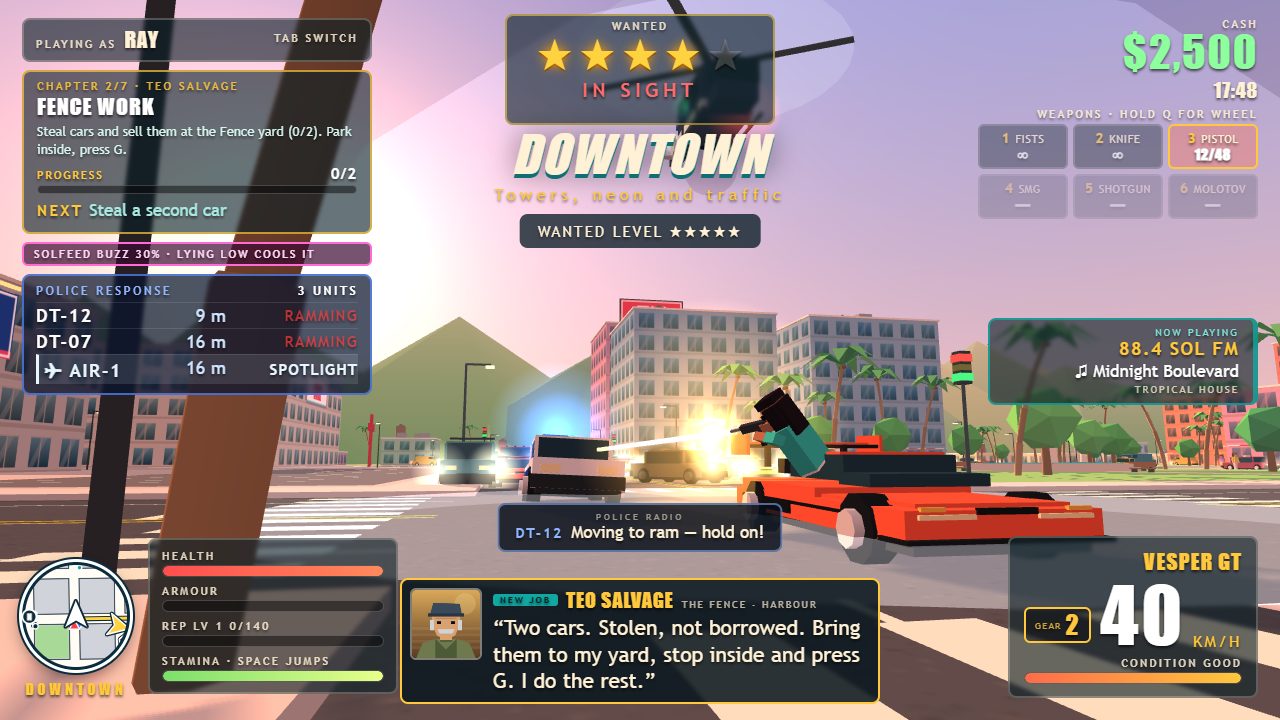 PLAYING AS RAY TAB SWITCH
CHAPTER 2/7 · TEO SALVAGE
FENCE WORK
Steal cars and sell them at the Fence yard (0/2). Park
inside, press G.
PROGRESS 0/2
NEXT Steal a second car
SOLFEED BUZZ 30% · LYING LOW COOLS IT
POLICE RESPONSE 3 UNITS
DT-12 9 m RAMMING
DT-07 16 m RAMMING
AIR-1 16 m SPOTLIGHT
WANTED
★★★★★
IN SIGHT
DOWNTOWN
Towers, neon and traffic
WANTED LEVEL ★★★★★
CASH
$2,500
17:48
WEAPONS · HOLD Q FOR WHEEL
1 FISTS 2 KNIFE 3 PISTOL
∞ ∞ 12/48
4 SMG 5 SHOTGUN 6 MOLOTOV
— — —
NOW PLAYING
88.4 SOL FM
♫ Midnight Boulevard
TROPICAL HOUSE
POLICE RADIO
DT-12 Moving to ram — hold on!
HEALTH
ARMOUR
REP LV 1 0/140
STAMINA · SPACE JUMPS
DOWNTOWN
NEW JOB TEO SALVAGE THE FENCE · HARBOUR
“Two cars. Stolen, not borrowed. Bring
them to my yard, stop inside and press
G. I do the rest.”
VESPER GT
GEAR 2 40 KM/H
CONDITION GOOD